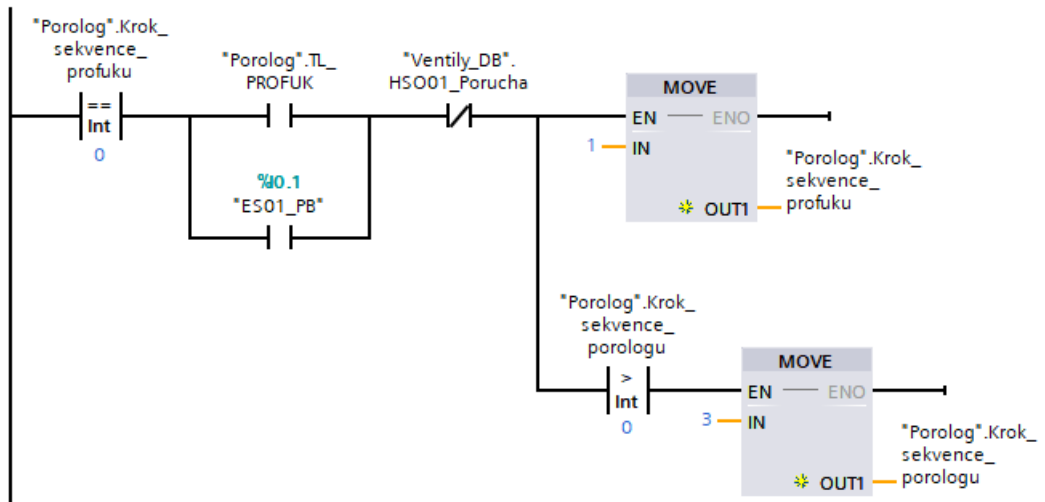 "Porolog".Krok_
sekvence_
profuku
==
Int
0
"Porolog".TL_
PROFUK
%I0.1
"ES01_PB"
"Ventily_DB".
HSO01_Porucha
MOVE
EN
ENO
1
IN
OUT1
"Porolog".Krok_
sekvence_
profuku
"Porolog".Krok_
sekvence_
porologu
>
Int
0
MOVE
EN
ENO
3
IN
OUT1
"Porolog".Krok_
sekvence_
porologu